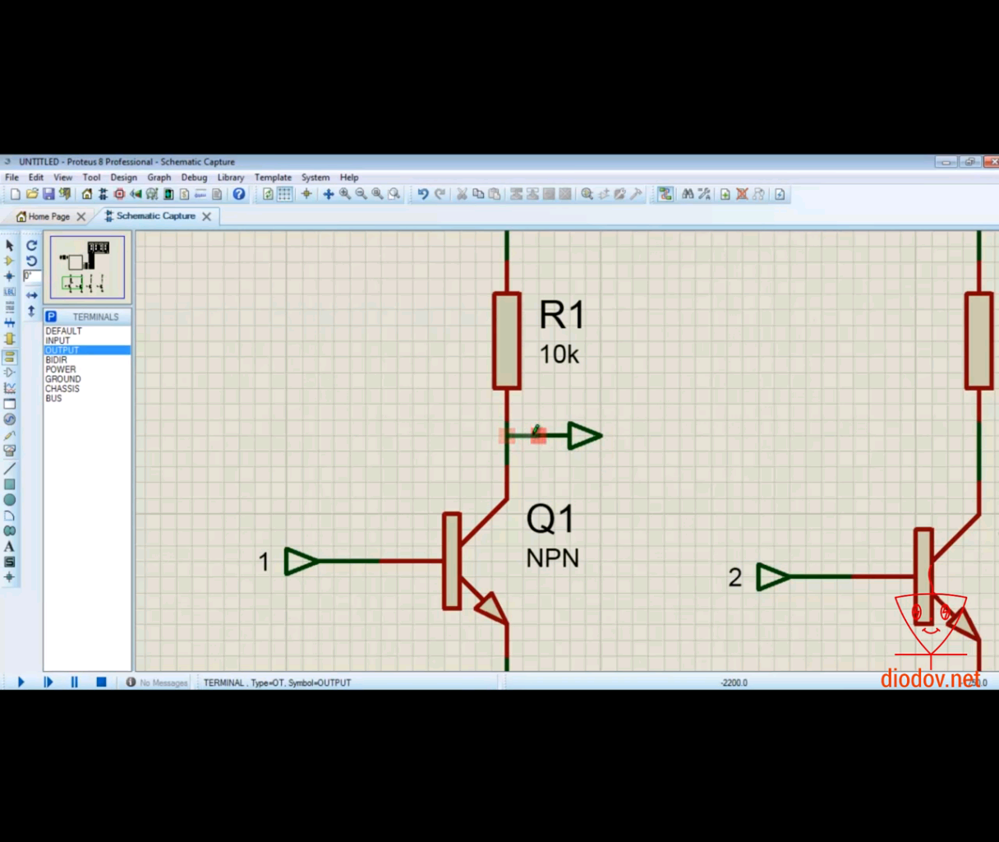 UNTITLED - Proteus 8 Professional - Schematic Capture
File Edit View Tool Design Graph Debug Library Template System Help
Home Page Schematic Capture
0°
LBL
P TERMINALS
DEFAULT
INPUT
OUTPUT
BIDIR
POWER
GROUND
CHASSIS
BUS
A
S
R1
10k
Q1
NPN
1
2
diodov.net
No Messages TERMINAL . Type=OT. Symbol=OUTPUT -2200.0